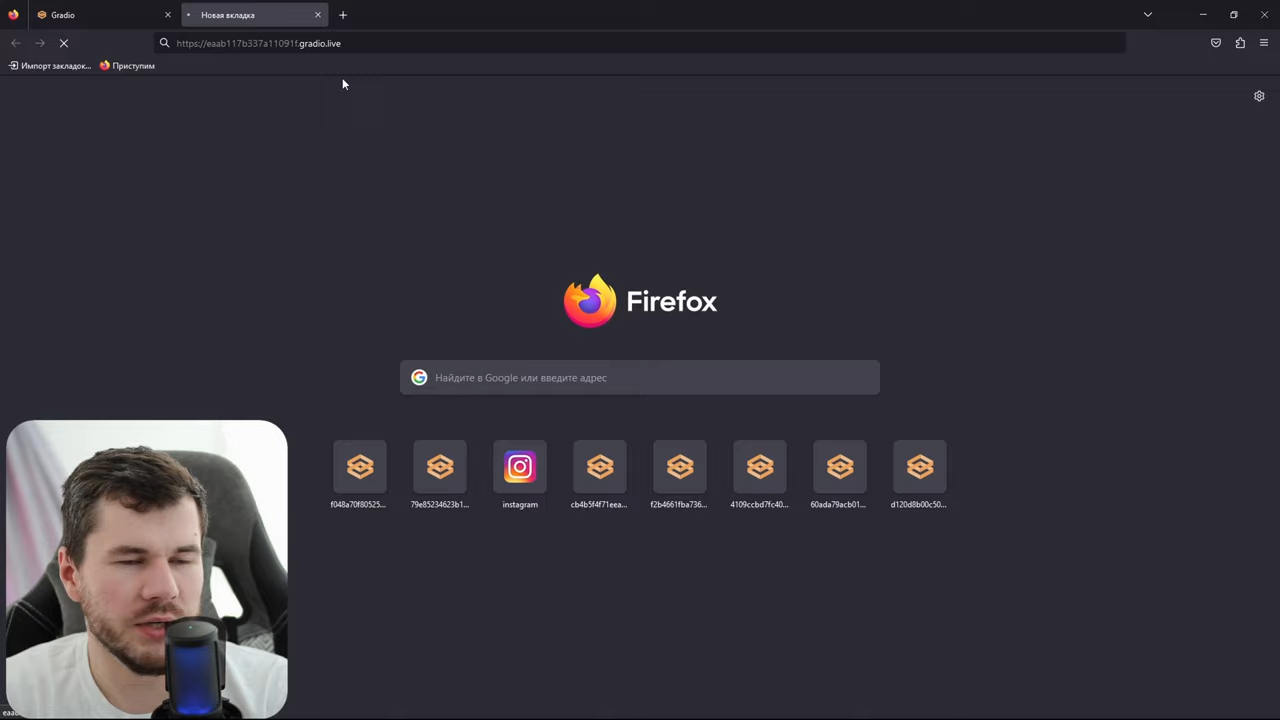 Gradio
Новая вкладка
https://eaab117b337a11091f.gradio.live
Импорт закладок...
Приступим
Firefox
Найдите в Google или введите адрес
f048a70f80525...
79e85234623b1...
instagram
cb4b5f4f71eea...
f2b4661fba736...
4109ccbd7fc40...
60ada79acb01...
d120d8b00c50...